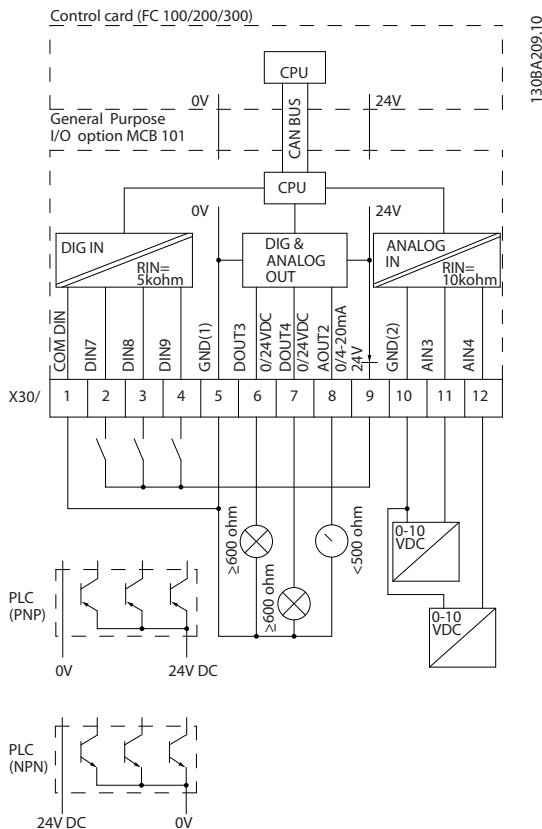 Control card (FC 100/200/300)
130BA209.10
CPU
0V
24V
General Purpose
I/O option MCB 101
CAN BUS
CPU
0V
24V
DIG IN
RIN=
5kohm
DIG &
ANALOG
OUT
ANALOG
IN
RIN=
10kohm
COM DIN
DIN7
DIN8
DIN9
GND(1)
DOUT3
0/24VDC
DOUT4
0/24VDC
AOUT2
0/4-20mA
24V
GND(2)
AIN3
AIN4
X30/
1
2
3
4
5
6
7
8
9
10
11
12
≥600 ohm
≥600 ohm
<500 ohm
0-10
VDC
0-10
VDC
PLC
(PNP)
0V
24V DC
PLC
(NPN)
24V DC
0V